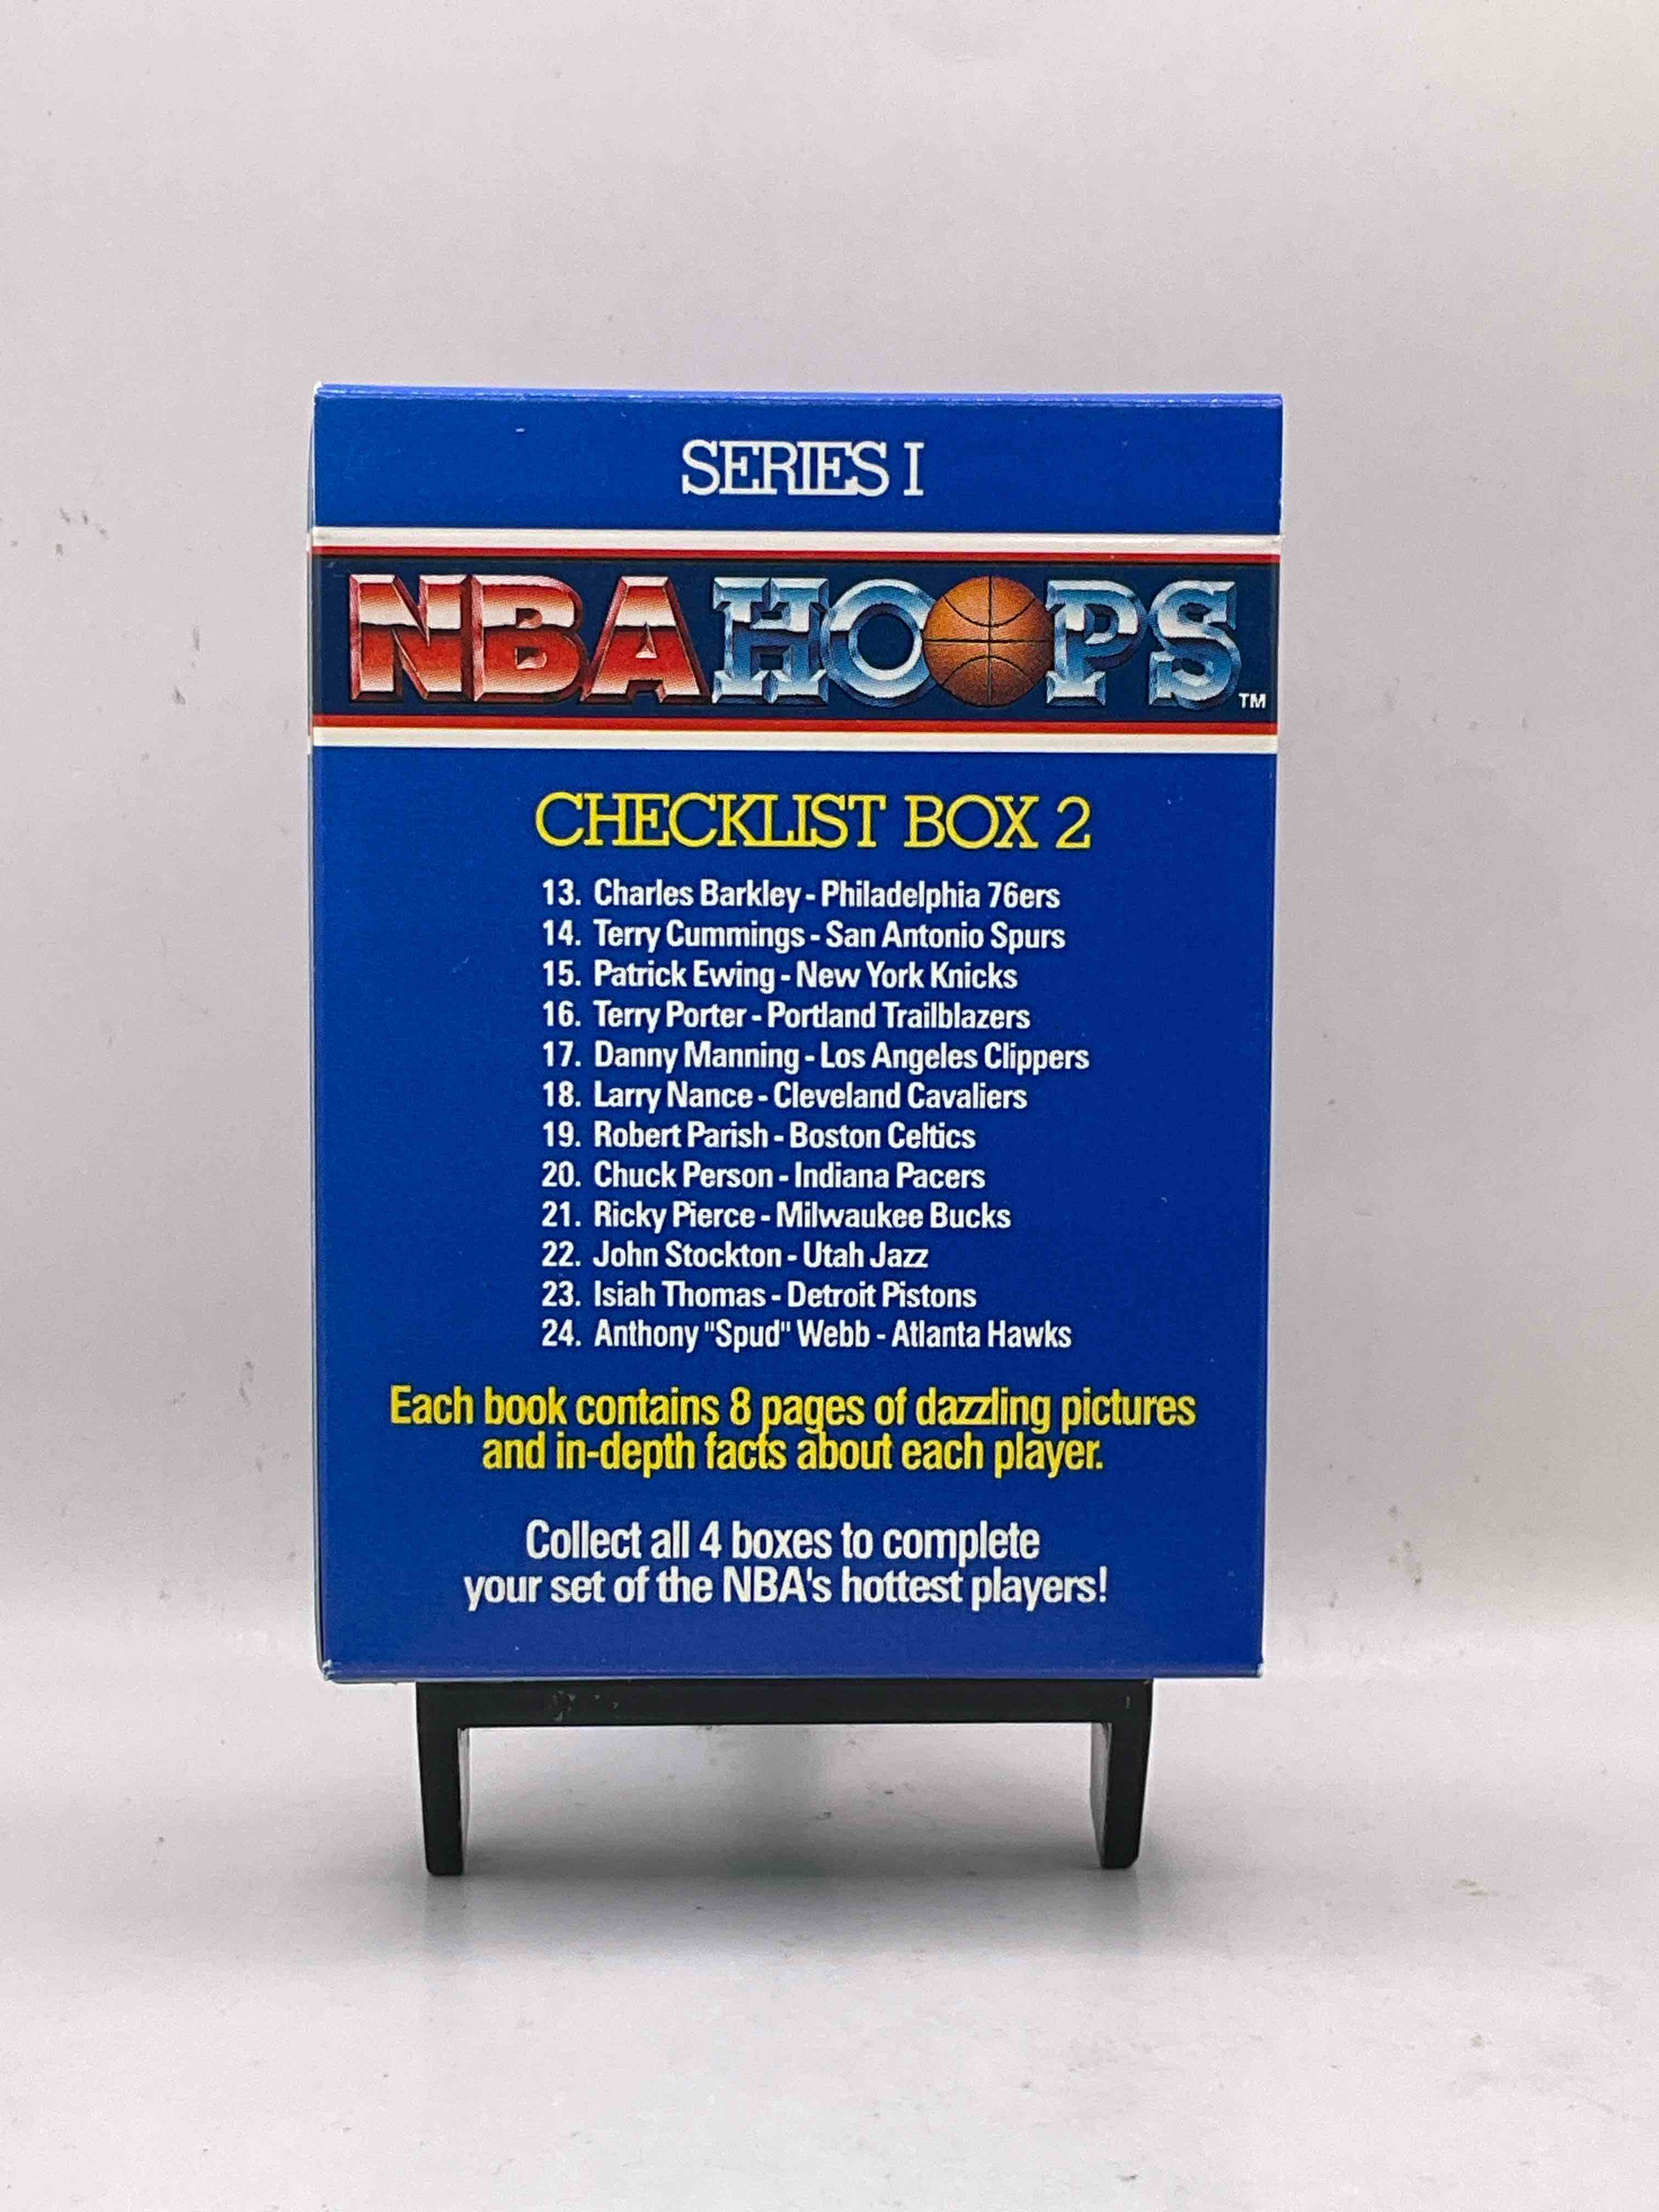 SERIES I
NBA HOOPS TM
CHECKLIST BOX 2
13. Charles Barkley - Philadelphia 76ers
14. Terry Cummings - San Antonio Spurs
15. Patrick Ewing - New York Knicks
16. Terry Porter - Portland Trailblazers
17. Danny Manning - Los Angeles Clippers
18. Larry Nance - Cleveland Cavaliers
19. Robert Parish - Boston Celtics
20. Chuck Person - Indiana Pacers
21. Ricky Pierce - Milwaukee Bucks
22. John Stockton - Utah Jazz
23. Isiah Thomas - Detroit Pistons
24. Anthony "Spud" Webb - Atlanta Hawks
Each book contains 8 pages of dazzling pictures
and in-depth facts about each player.
Collect all 4 boxes to complete
your set of the NBA's hottest players!